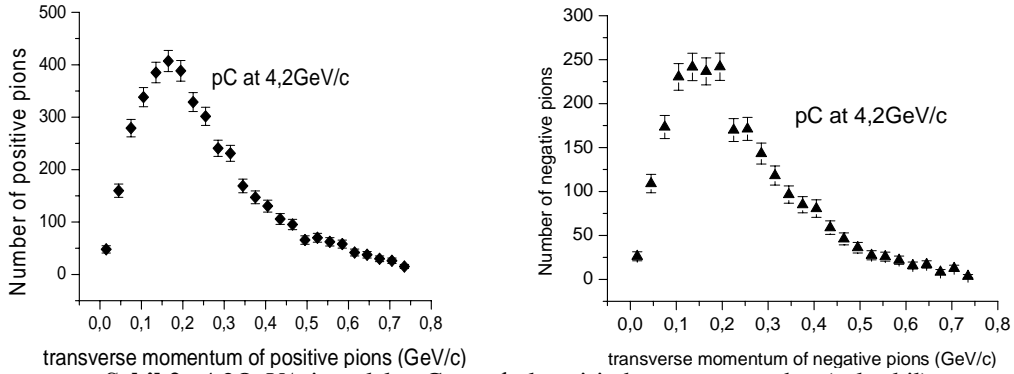 500
400
300
200
100
0
Number of positive pions
pC at 4,2GeV/c
0,0 0,1 0,2 0,3 0,4 0,5 0,6 0,7 0,8
transverse momentum of positive pions (GeV/c)
300
250
200
150
100
50
0
Number of negative pions
pC at 4,2GeV/c
0,0 0,1 0,2 0,3 0,4 0,5 0,6 0,7 0,8
transverse momentum of negative pions (GeV/c)